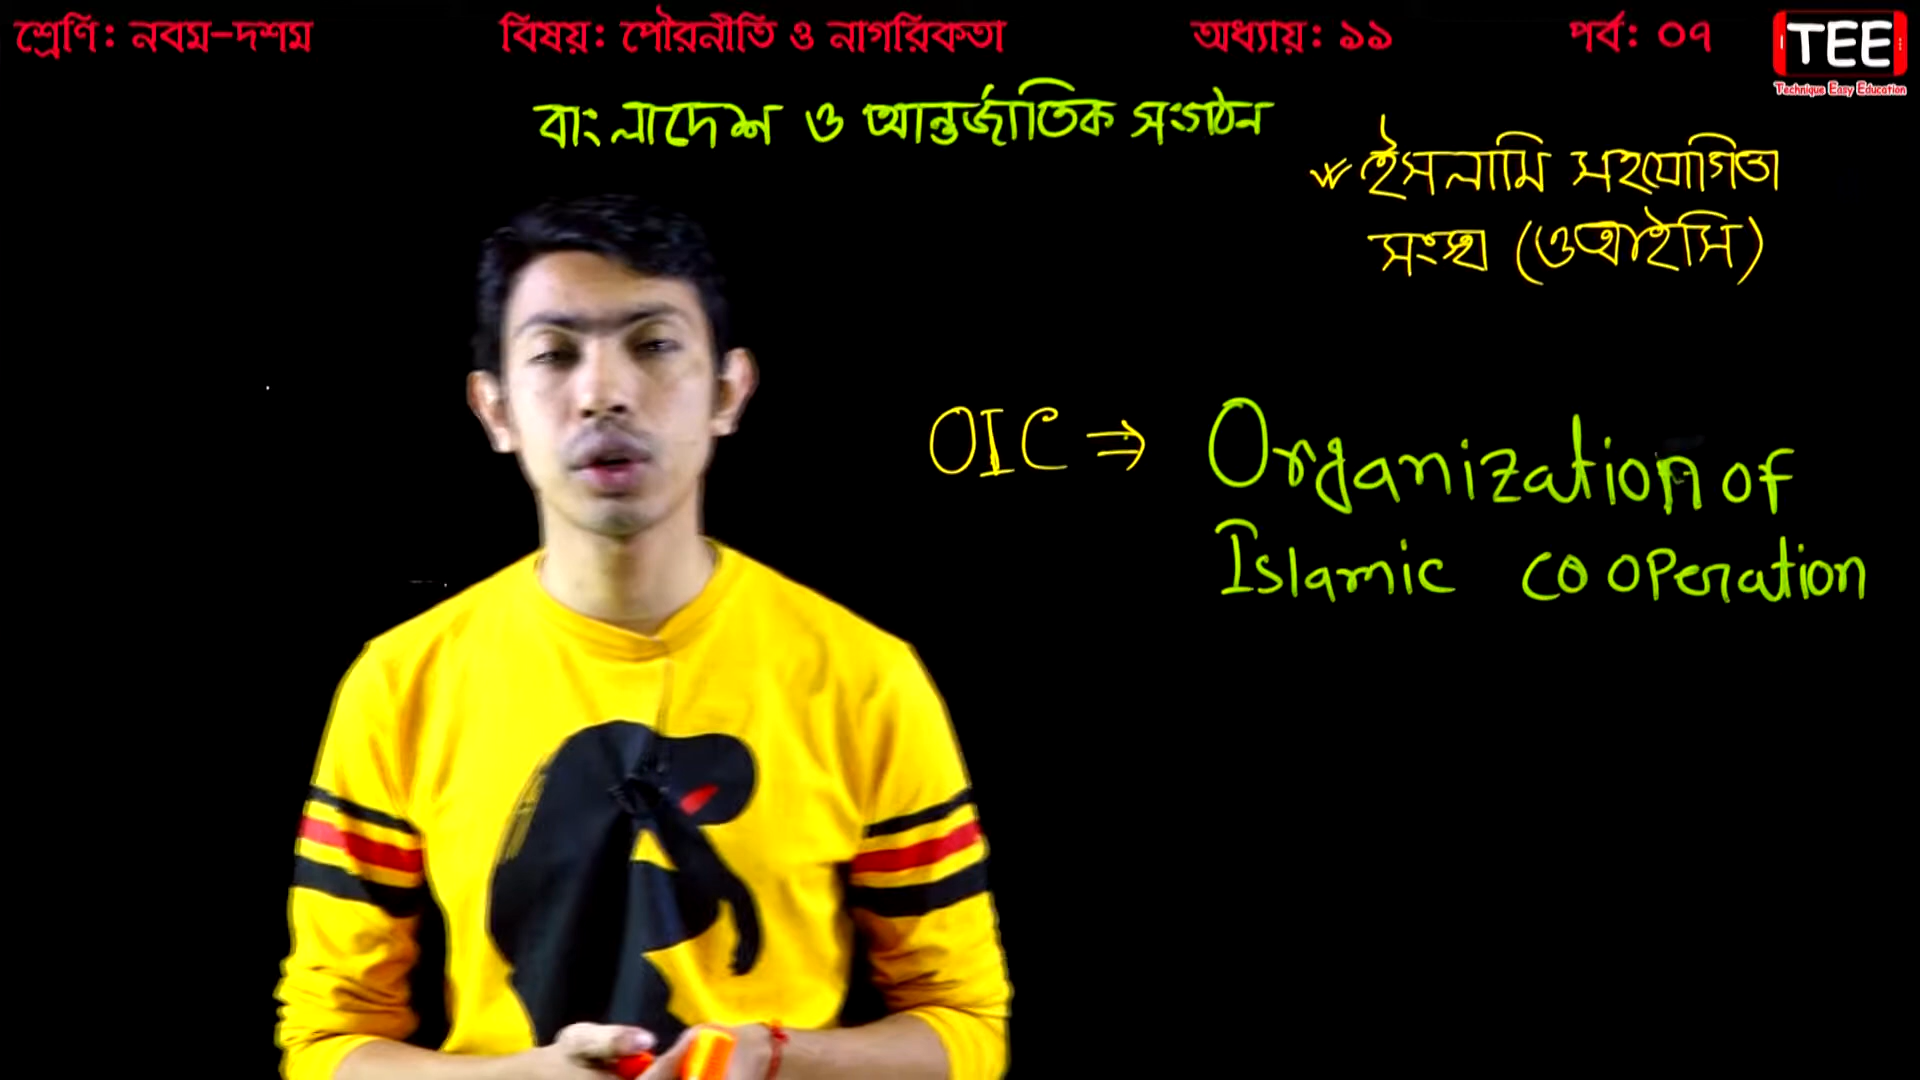 শ্রেণি: নবম-দশম বিষয়: পৌরনীতি ও নাগরিকতা অধ্যায়: ১১ পর্ব: ০৭
TEE
Technique Easy Education
বাংলাদেশ ও আন্তর্জাতিক সংগঠন
ইসলামি সহযোগিতা
সংস্থা (ওআইসি)
OIC ⇒ Organization of
Islamic cooperation